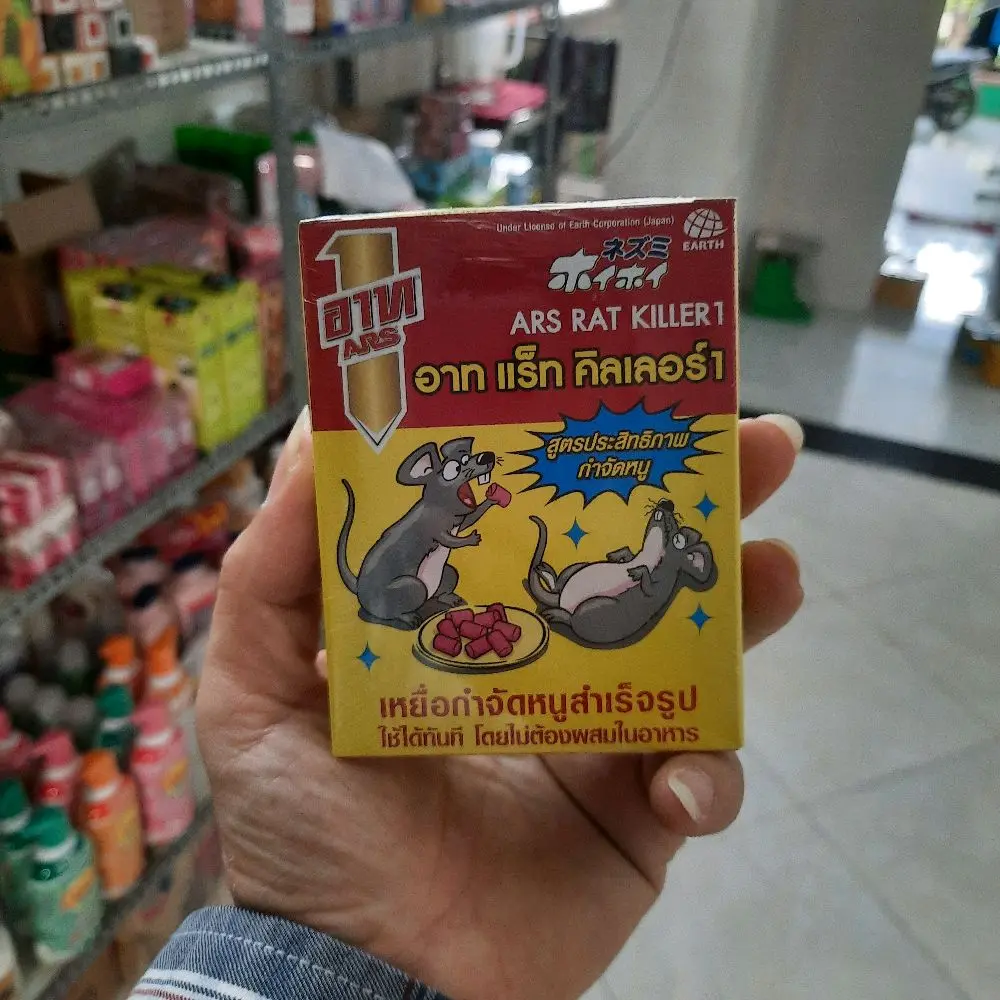 Under License of Earth Corporation (Japan)
EARTH
ネズミ
ホイホイ
1
อาท
ARS
ARS RAT KILLER 1
อาท แร็ท คิลเลอร์ 1
สูตรประสิทธิภาพ
กำจัดหนู
เหยื่อกำจัดหนูสำเร็จรูป
ใช้ได้ทันที โดยไม่ต้องผสมในอาหาร